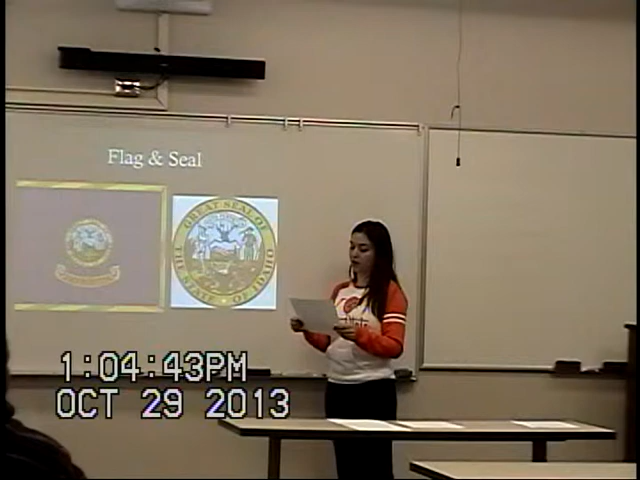 Flag & Seal
GREAT SEAL OF
THE STATE OF IDAHO
1:04:43PM
OCT 29 2013